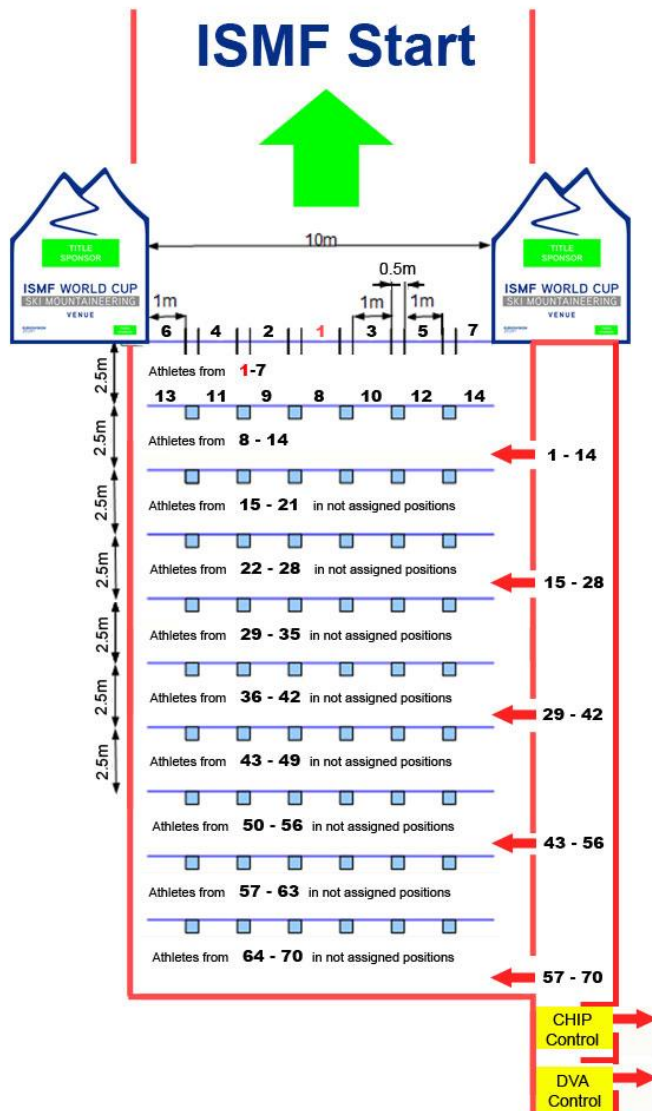 ISMF Start
10m
TITLE
SPONSOR
ISMF WORLD CUP
SKI MOUNTAINEERING
VENUE
TITLE
SPONSOR
ISMF WORLD CUP
SKI MOUNTAINEERING
VENUE
0.5m
1m 1m 1m
6 4 2 1 3 5 7
2.5m
Athletes from 1-7
13 11 9 8 10 12 14
2.5m
Athletes from 8 - 14
1 - 14
2.5m
Athletes from 15 - 21 in not assigned positions
2.5m
Athletes from 22 - 28 in not assigned positions
15 - 28
2.5m
Athletes from 29 - 35 in not assigned positions
2.5m
Athletes from 36 - 42 in not assigned positions
29 - 42
2.5m
Athletes from 43 - 49 in not assigned positions
Athletes from 50 - 56 in not assigned positions
43 - 56
Athletes from 57 - 63 in not assigned positions
Athletes from 64 - 70 in not assigned positions
57 - 70
CHIP
Control
DVA
Control